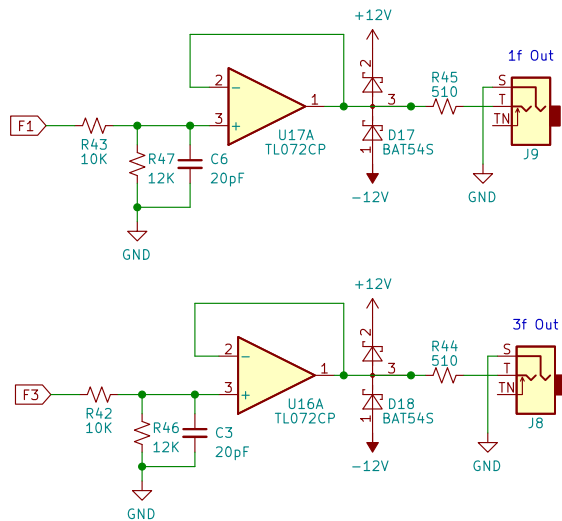 +12V
1f Out
2
R45
510
S
2
−
1
3
T
F1
3
+
TN
U17A
TL072CP
D17
BAT54S
1
J9
R43
10K
R47
12K
C6
20pF
-12V
GND
GND
+12V
3f Out
2
R44
510
S
2
−
1
3
T
F3
3
+
TN
U16A
TL072CP
D18
BAT54S
1
J8
R42
10K
R46
12K
C3
20pF
-12V
GND
GND